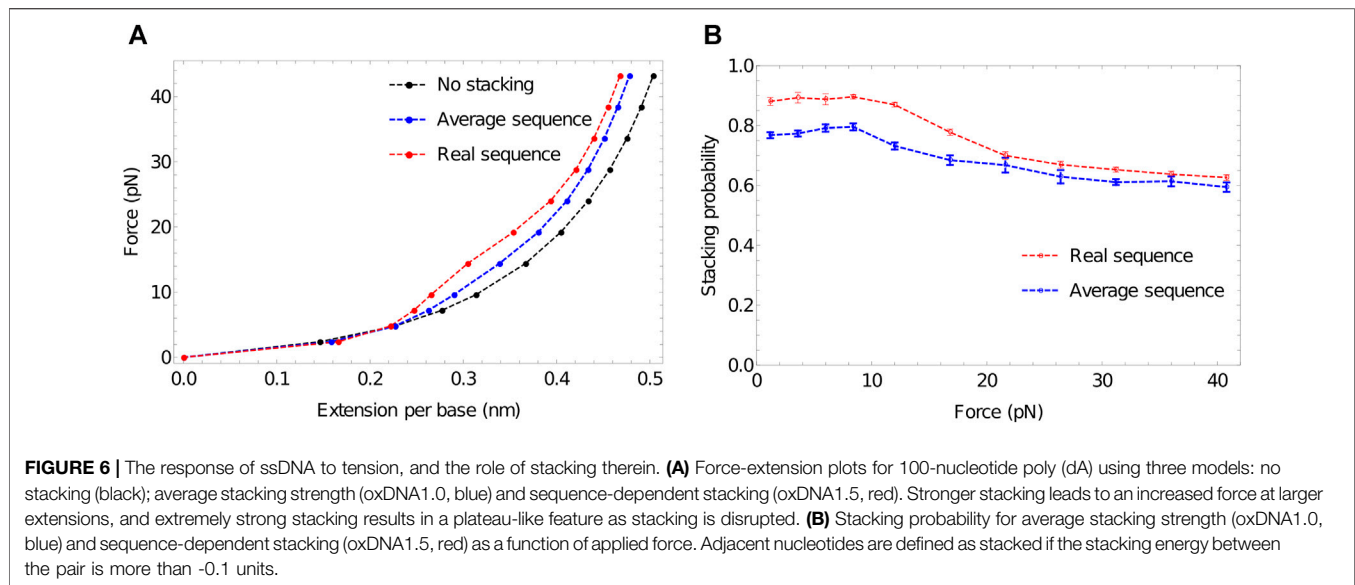 A
B
40
30
20
10
0
Force (pN)
No stacking
Average sequence
Real sequence
0.0 0.1 0.2 0.3 0.4 0.5
Extension per base (nm)
1.0
0.8
0.6
0.4
0.2
0.0
Stacking probability
Real sequence
Average sequence
0 10 20 30 40
Force (pN)
FIGURE 6 | The response of ssDNA to tension, and the role of stacking therein. (A) Force-extension plots for 100-nucleotide poly (dA) using three models: no
stacking (black); average stacking strength (oxDNA1.0, blue) and sequence-dependent stacking (oxDNA1.5, red). Stronger stacking leads to an increased force at larger
extensions, and extremely strong stacking results in a plateau-like feature as stacking is disrupted. (B) Stacking probability for average stacking strength (oxDNA1.0,
blue) and sequence-dependent stacking (oxDNA1.5, red) as a function of applied force. Adjacent nucleotides are defined as stacked if the stacking energy between
the pair is more than -0.1 units.